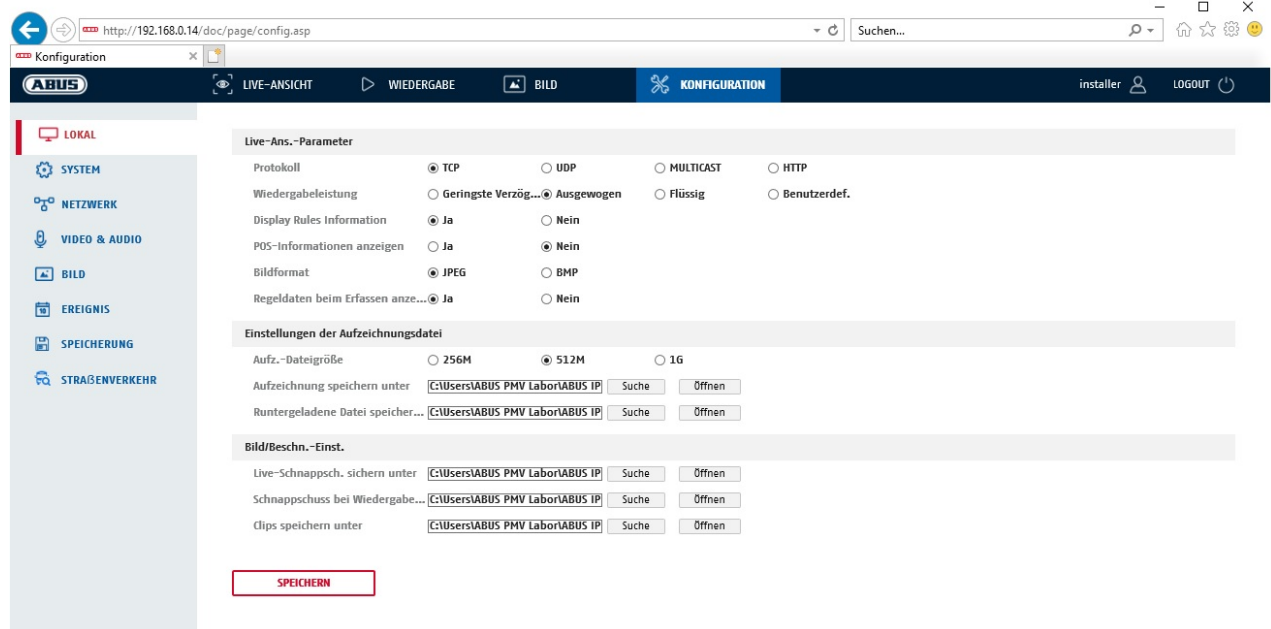 http://192.168.0.14/doc/page/config.asp
Suchen...
Konfiguration
ABUS LIVE-ANSICHT WIEDERGABE BILD KONFIGURATION installer LOGOUT
LOKAL
SYSTEM
NETZWERK
VIDEO & AUDIO
BILD
EREIGNIS
SPEICHERUNG
STRAßENVERKEHR
Live-Ans.-Parameter
Protokoll TCP UDP MULTICAST HTTP
Wiedergabeleistung Geringste Verzög... Ausgewogen Flüssig Benutzerdef.
Display Rules Information Ja Nein
POS-Informationen anzeigen Ja Nein
Bildformat JPEG BMP
Regeldaten beim Erfassen anze... Ja Nein
Einstellungen der Aufzeichnungsdatei
Aufz.-Dateigröße 256M 512M 1G
Aufzeichnung speichern unter C:\Users\ABUS PMV Labor\ABUS IP Suche Öffnen
Runtergeladene Datei speicher... C:\Users\ABUS PMV Labor\ABUS IP Suche Öffnen
Bild/Beschn.-Einst.
Live-Schnappsch. sichern unter C:\Users\ABUS PMV Labor\ABUS IP Suche Öffnen
Schnappschuss bei Wiedergabe... C:\Users\ABUS PMV Labor\ABUS IP Suche Öffnen
Clips speichern unter C:\Users\ABUS PMV Labor\ABUS IP Suche Öffnen
SPEICHERN